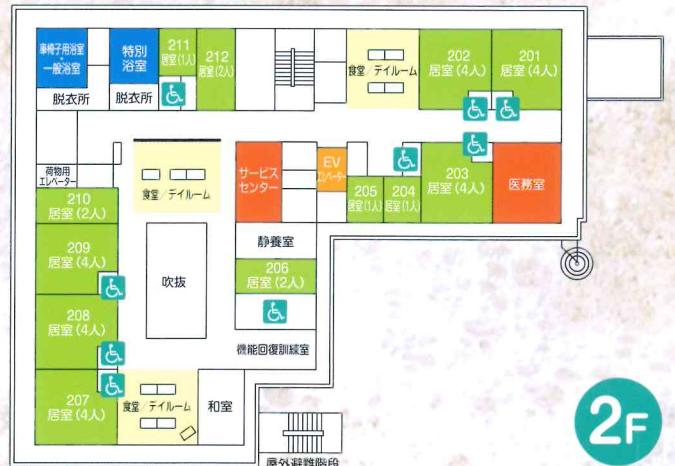 車椅子用浴室
・
一般浴室
特別
浴室
脱衣所
脱衣所
211
居室(1人)
212
居室(2人)
食堂/デイルーム
202
居室(4人)
201
居室(4人)
荷物用
エレベーター
食堂/デイルーム
サービス
センター
EV
エレベーター
205
居室(1人)
204
居室(1人)
203
居室(4人)
医務室
210
居室(2人)
209
居室(4人)
208
居室(4人)
207
居室(4人)
吹抜
静養室
206
居室(2人)
機能回復訓練室
食堂/デイルーム
和室
屋外避難階段
2F